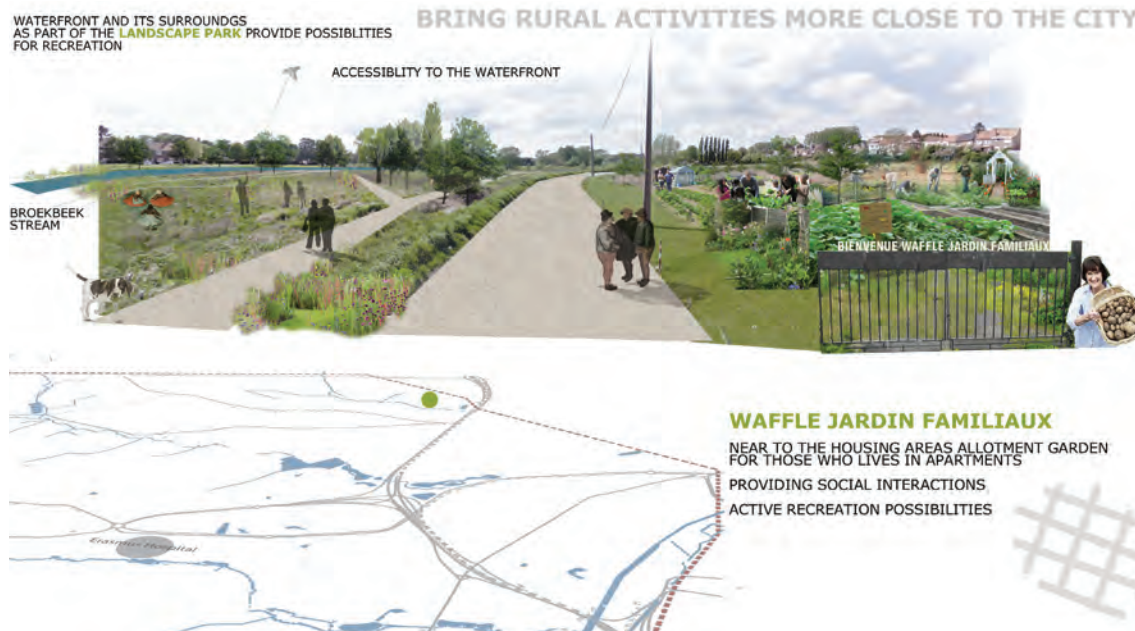 WATERFRONT AND ITS SURROUNDGS
AS PART OF THE LANDSCAPE PARK PROVIDE POSSIBLITIES
FOR RECREATION
BRING RURAL ACTIVITIES MORE CLOSE TO THE CITY
ACCESSIBLITY TO THE WATERFRONT
BROEKBEEK
STREAM
BIENVENUE WAFFLE JARDIN FAMILIAUX
WAFFLE JARDIN FAMILIAUX
NEAR TO THE HOUSING AREAS ALLOTMENT GARDEN
FOR THOSE WHO LIVES IN APARTMENTS
PROVIDING SOCIAL INTERACTIONS
ACTIVE RECREATION POSSIBILITIES
Erasmus Hospital